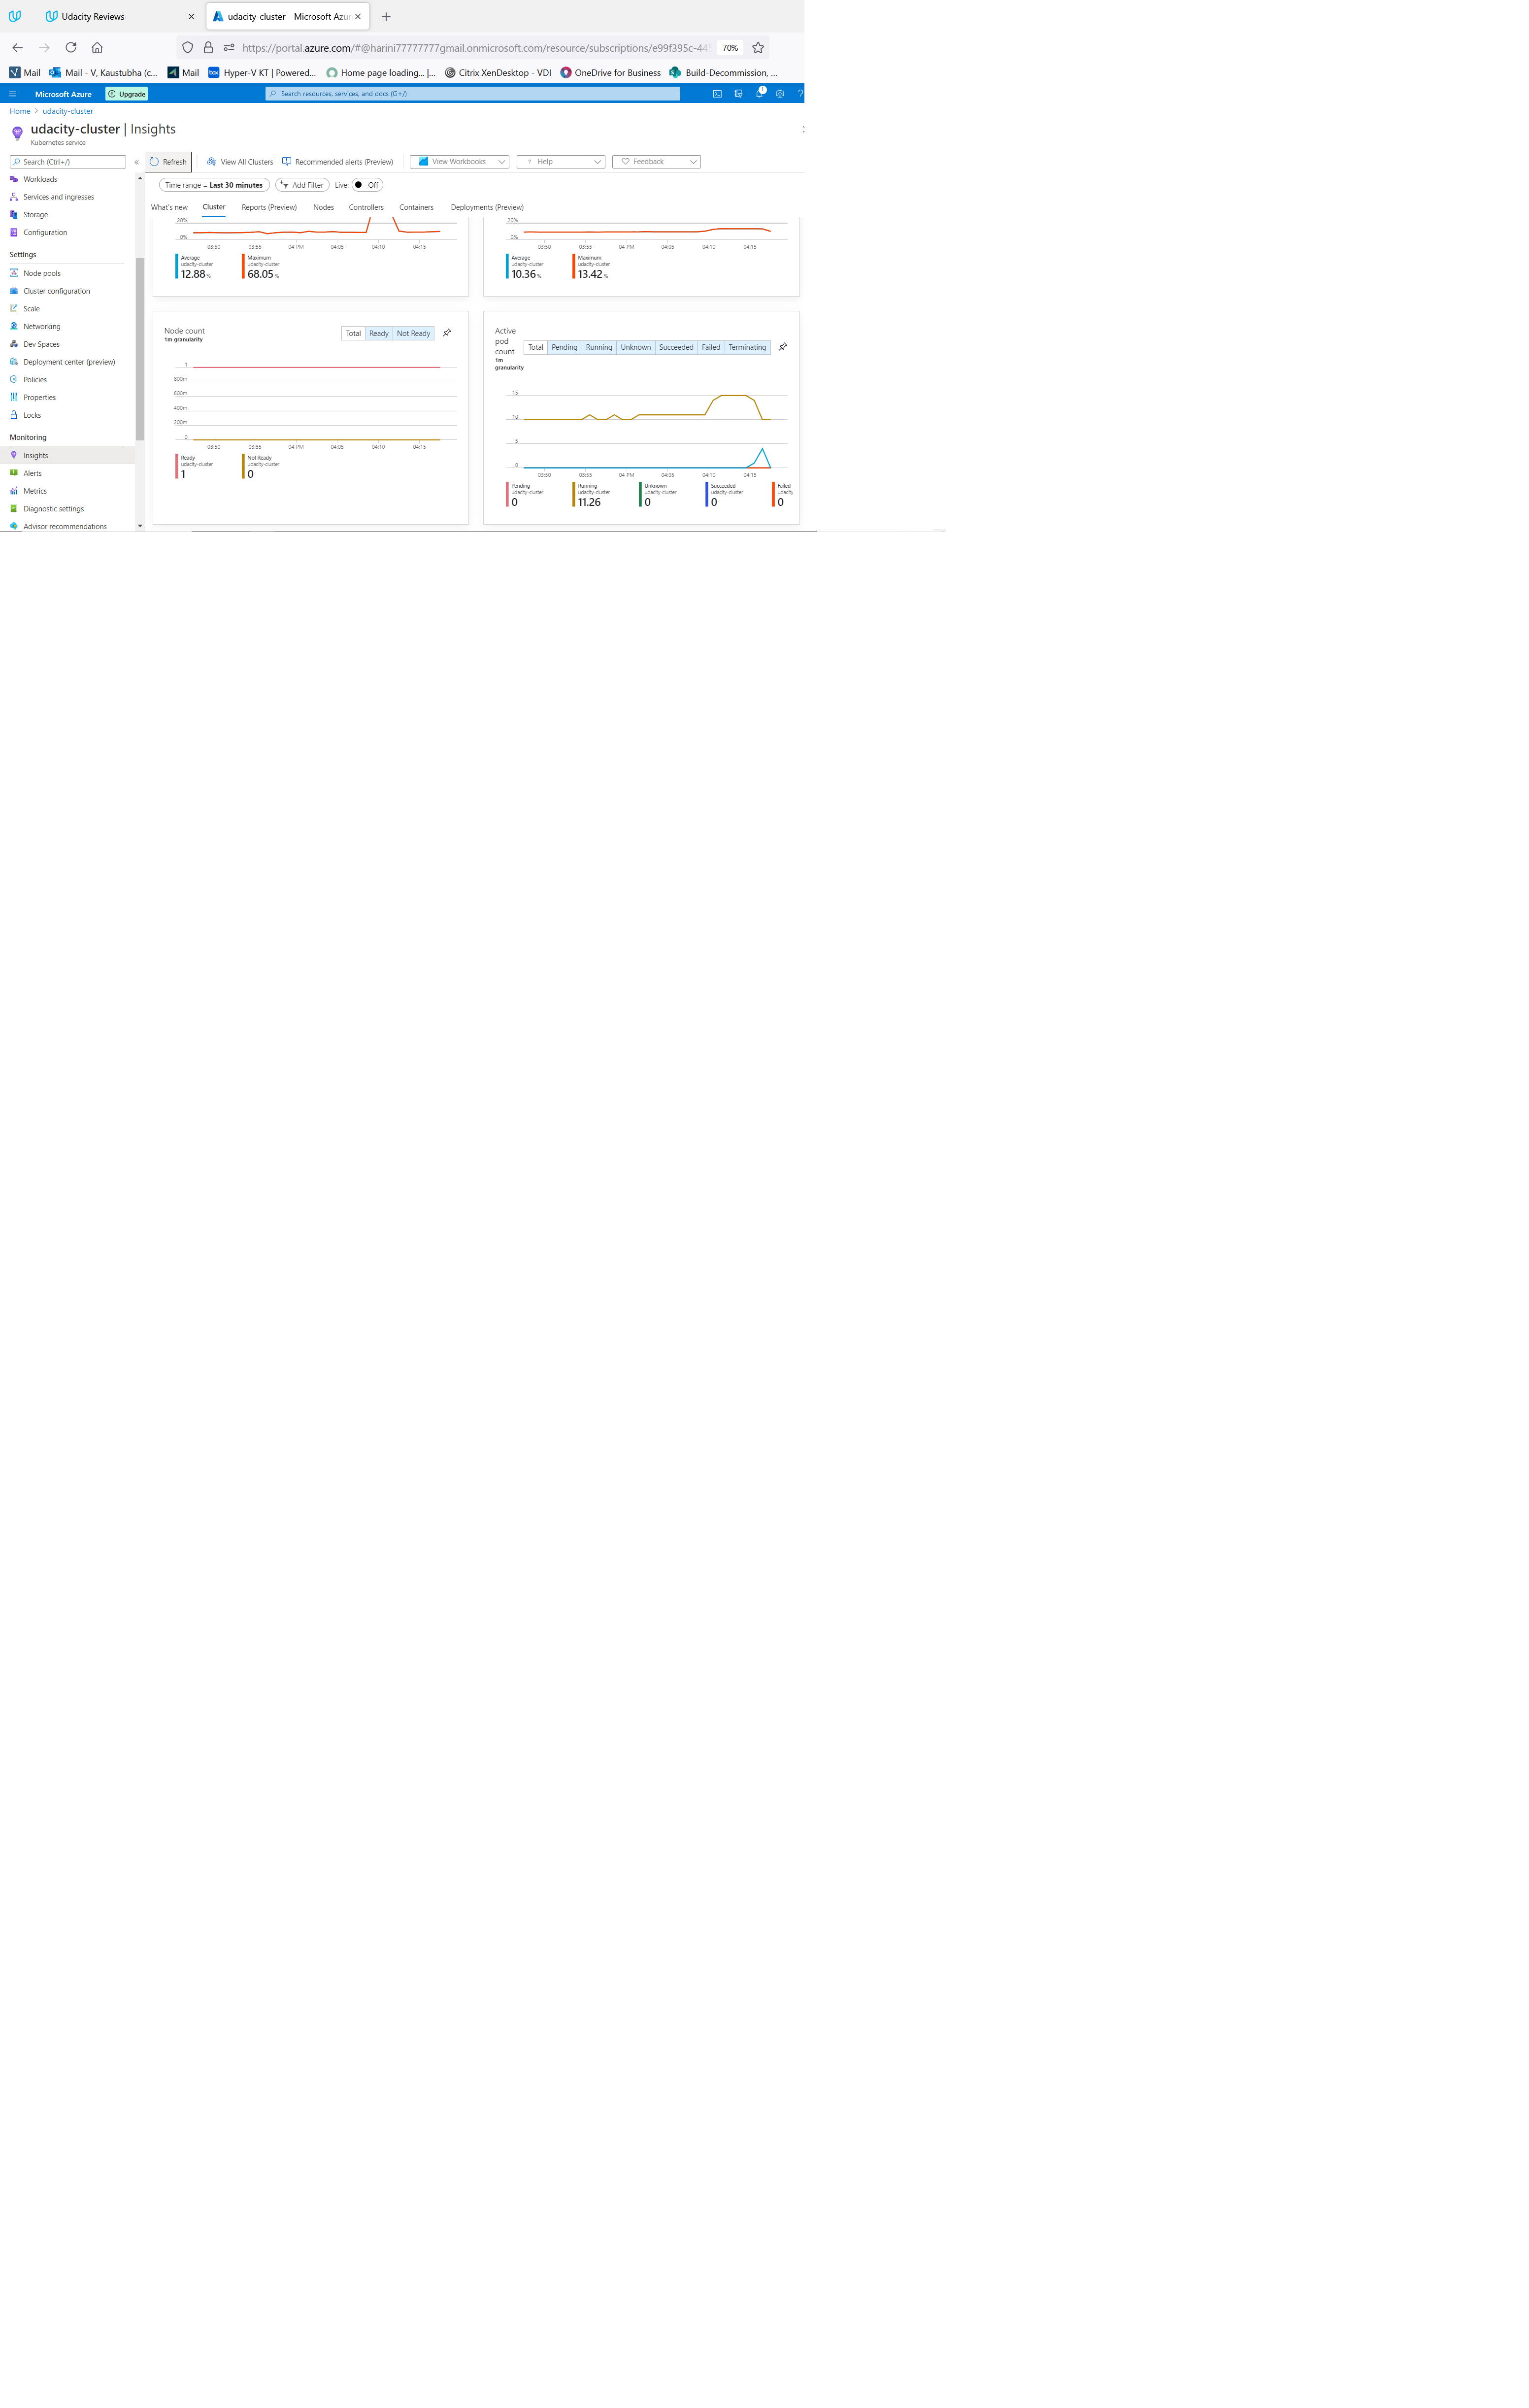 Udacity Reviews
udacity-cluster - Microsoft Azu
https://portal.azure.com/#@harini77777777gmail.onmicrosoft.com/resource/subscriptions/e99f395c-445
70%
Mail
Mail - V, Kaustubha (c...
Mail
box
Hyper-V KT | Powered...
Home page loading... |...
Citrix XenDesktop - VDI
OneDrive for Business
Build-Decommission, ...
Microsoft Azure
Upgrade
Search resources, services, and docs (G+/)
1
Home > udacity-cluster
udacity-cluster | Insights
Kubernetes service
Search (Ctrl+/)
«
Refresh
View All Clusters
Recommended alerts (Preview)
View Workbooks
? Help
Feedback
Workloads
Services and ingresses
Storage
Configuration
Settings
Node pools
Cluster configuration
Scale
Networking
Dev Spaces
Deployment center (preview)
Policies
Properties
Locks
Monitoring
Insights
Alerts
Metrics
Diagnostic settings
Advisor recommendations
Time range = Last 30 minutes
Add Filter
Live: Off
What's new
Cluster
Reports (Preview)
Nodes
Controllers
Containers
Deployments (Preview)
20%
0%
03:50 03:55 04 PM 04:05 04:10 04:15
Average
udacity-cluster
12.88 %
Maximum
udacity-cluster
68.05 %
20%
0%
03:50 03:55 04 PM 04:05 04:10 04:15
Average
udacity-cluster
10.36 %
Maximum
udacity-cluster
13.42 %
Node count
1m granularity
Total Ready Not Ready
1
800m
600m
400m
200m
0
03:50 03:55 04 PM 04:05 04:10 04:15
Ready
udacity-cluster
1
Not Ready
udacity-cluster
0
Active
pod
count
1m
granularity
Total Pending Running Unknown Succeeded Failed Terminating
15
10
5
0
03:50 03:55 04 PM 04:05 04:10 04:15
Pending
udacity-cluster
0
Running
udacity-cluster
11.26
Unknown
udacity-cluster
0
Succeeded
udacity-cluster
0
Failed
udacity
0